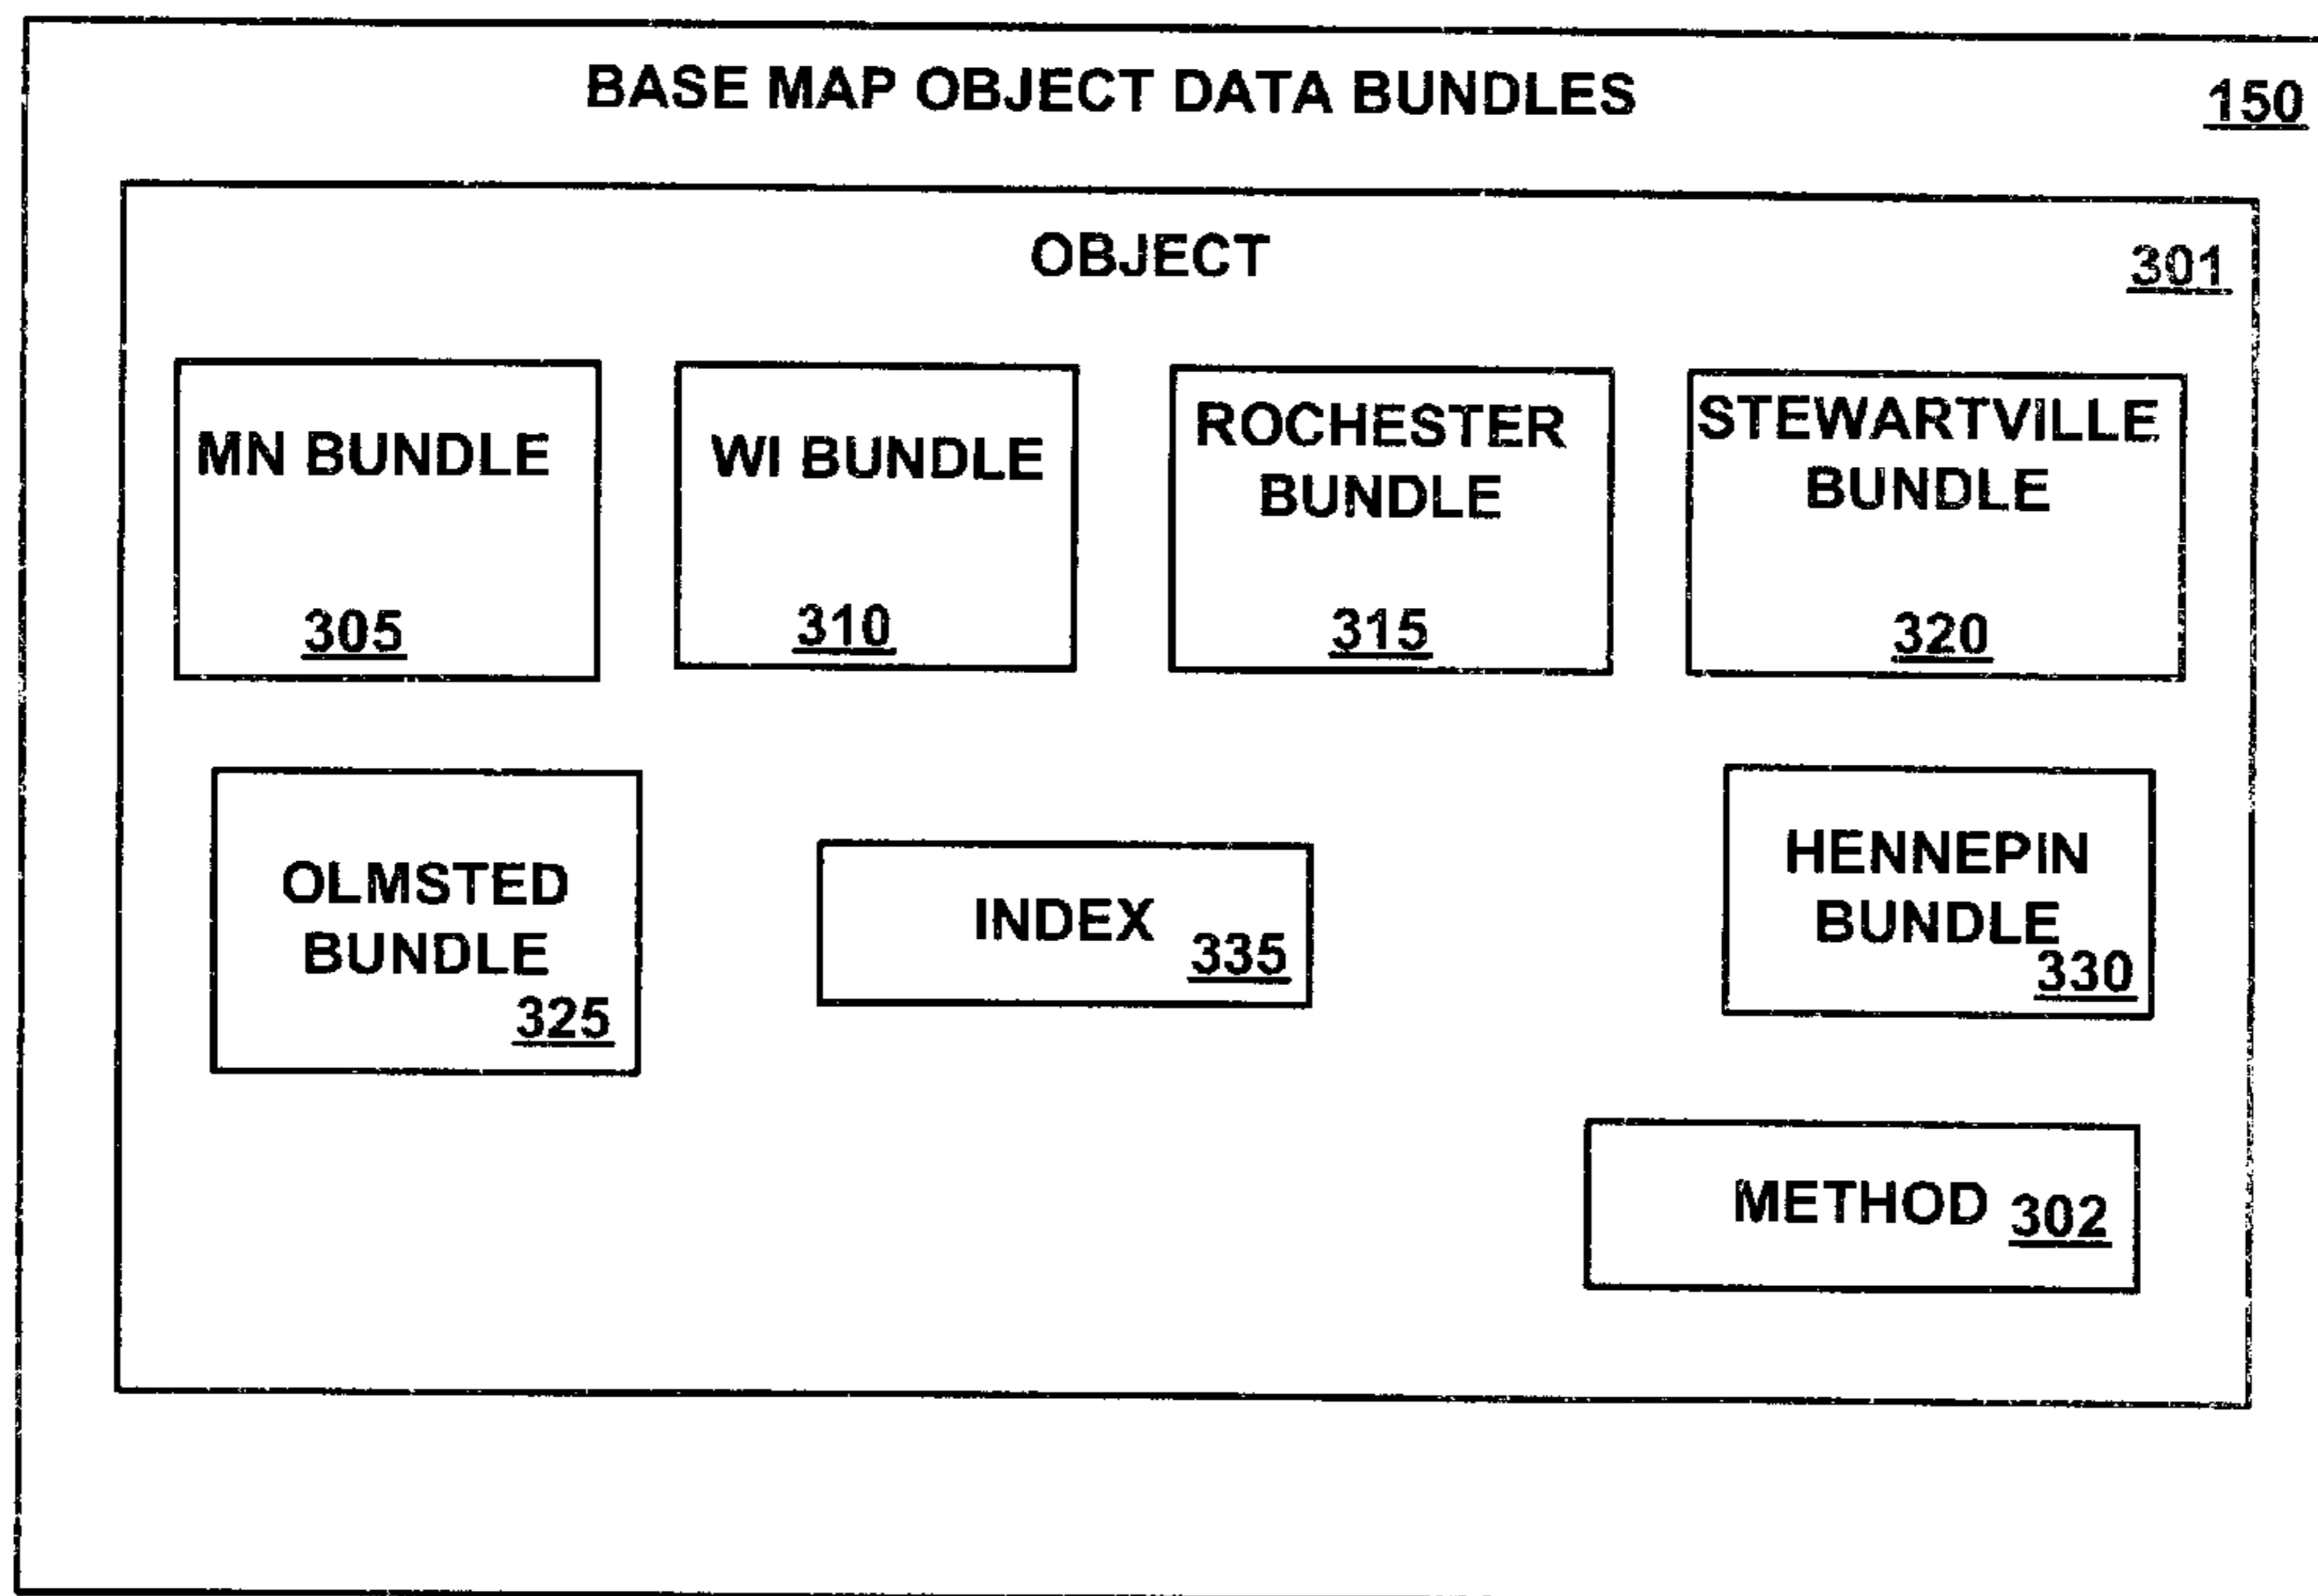 BASE MAP OBJECT DATA BUNDLES
150
OBJECT
301
MN BUNDLE
305
WI BUNDLE
310
ROCHESTER
BUNDLE
315
STEWARTVILLE
BUNDLE
320
OLMSTED
BUNDLE
325
INDEX 335
HENNEPIN
BUNDLE
330
METHOD 302